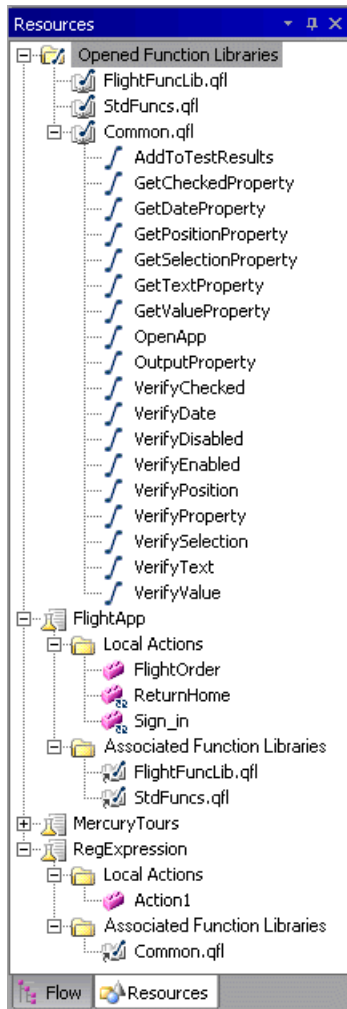 Resources
Opened Function Libraries
FlightFuncLib.qfl
StdFuncs.qfl
Common.qfl
AddToTestResults
GetCheckedProperty
GetDateProperty
GetPositionProperty
GetSelectionProperty
GetTextProperty
GetValueProperty
OpenApp
OutputProperty
VerifyChecked
VerifyDate
VerifyDisabled
VerifyEnabled
VerifyPosition
VerifyProperty
VerifySelection
VerifyText
VerifyValue
FlightApp
Local Actions
FlightOrder
ReturnHome
Sign_in
Associated Function Libraries
FlightFuncLib.qfl
StdFuncs.qfl
MercuryTours
RegExpression
Local Actions
Action1
Associated Function Libraries
Common.qfl
Flow Resources